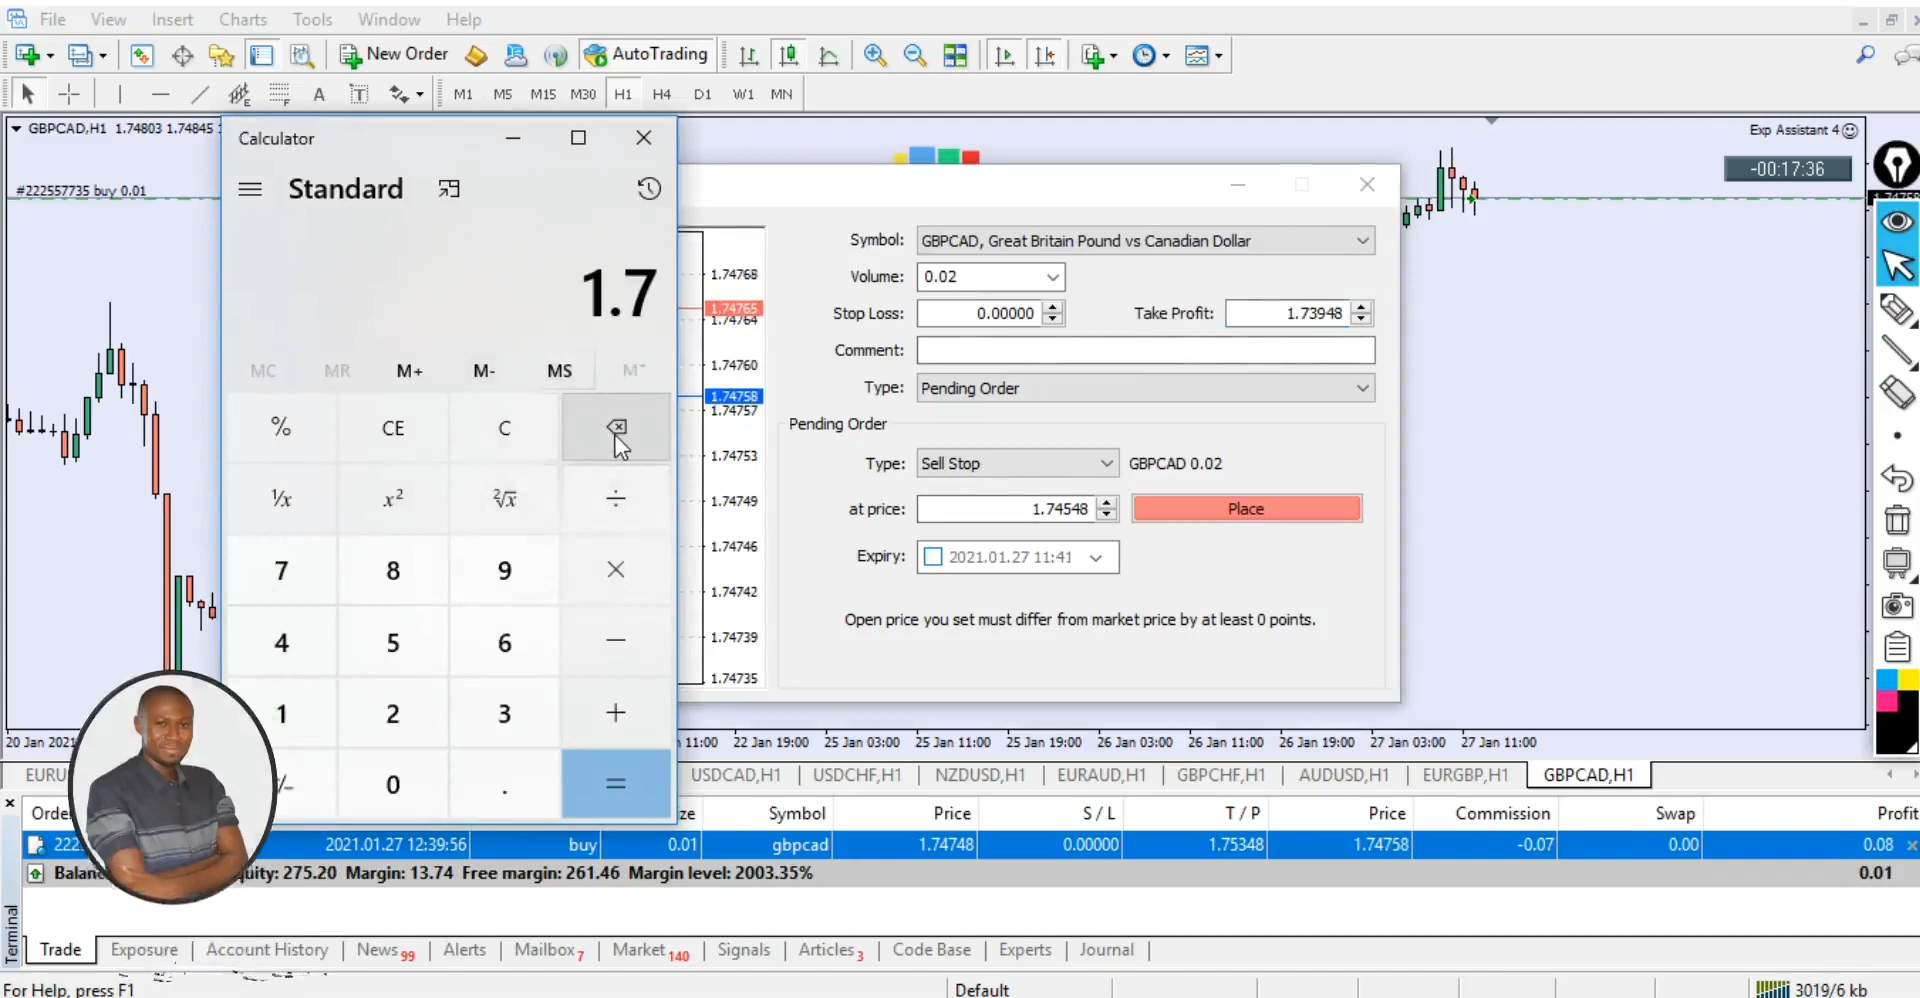 File View Insert Charts Tools Window Help
New Order AutoTrading
A T M1 M5 M15 M30 H1 H4 D1 W1 MN
GBPCAD,H1 1.74803 1.74845
#222557735 buy 0.01
Exp Assistant 4
-00:17:36
Calculator
Standard
1.7
MC MR M+ M- MS
% CE C
¹/x x² ²√x ÷
7 8 9 ×
4 5 6 −
1 2 3 +
0 . =
1.74768
1.74765
1.74764
1.74760
1.74758
1.74757
1.74753
1.74749
1.74746
1.74742
1.74739
1.74735
Symbol: GBPCAD, Great Britain Pound vs Canadian Dollar
Volume: 0.02
Stop Loss: 0.00000 Take Profit: 1.73948
Comment:
Type: Pending Order
Pending Order
Type: Sell Stop GBPCAD 0.02
at price: 1.74548 Place
Expiry: 2021.01.27 11:41
Open price you set must differ from market price by at least 0 points.
20 Jan 2021 11:00 22 Jan 19:00 25 Jan 03:00 25 Jan 11:00 25 Jan 19:00 26 Jan 03:00 26 Jan 11:00 26 Jan 19:00 27 Jan 03:00 27 Jan 11:00
EURU USDCAD,H1 USDCHF,H1 NZDUSD,H1 EURAUD,H1 GBPCHF,H1 AUDUSD,H1 EURGBP,H1 GBPCAD,H1
Orde ze Symbol Price S / L T / P Price Commission Swap Profit
222 2021.01.27 12:39:56 buy 0.01 gbpcad 1.74748 0.00000 1.75348 1.74758 -0.07 0.00 0.08
Balanc uity: 275.20 Margin: 13.74 Free margin: 261.46 Margin level: 2003.35% 0.01
Terminal
Trade Exposure Account History News 99 Alerts Mailbox 7 Market 140 Signals Articles 3 Code Base Experts Journal
For Help, press F1 Default 3019/6 kb